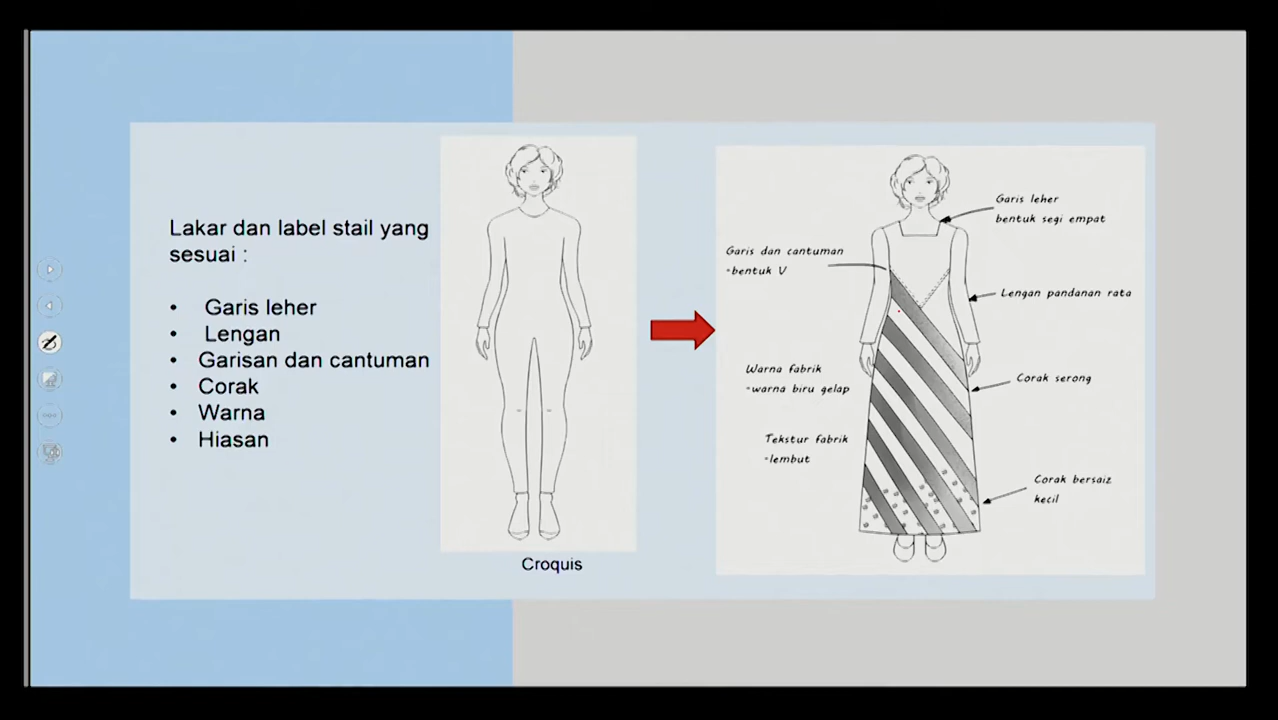 Lakar dan label stail yang
sesuai :
• Garis leher
• Lengan
• Garisan dan cantuman
• Corak
• Warna
• Hiasan
Croquis
Garis leher
bentuk segi empat
Garis dan cantuman
-bentuk V
Lengan pandanan rata
Warna fabrik
-warna biru gelap
Corak serong
Tekstur fabrik
-lembut
Corak bersaiz
kecil